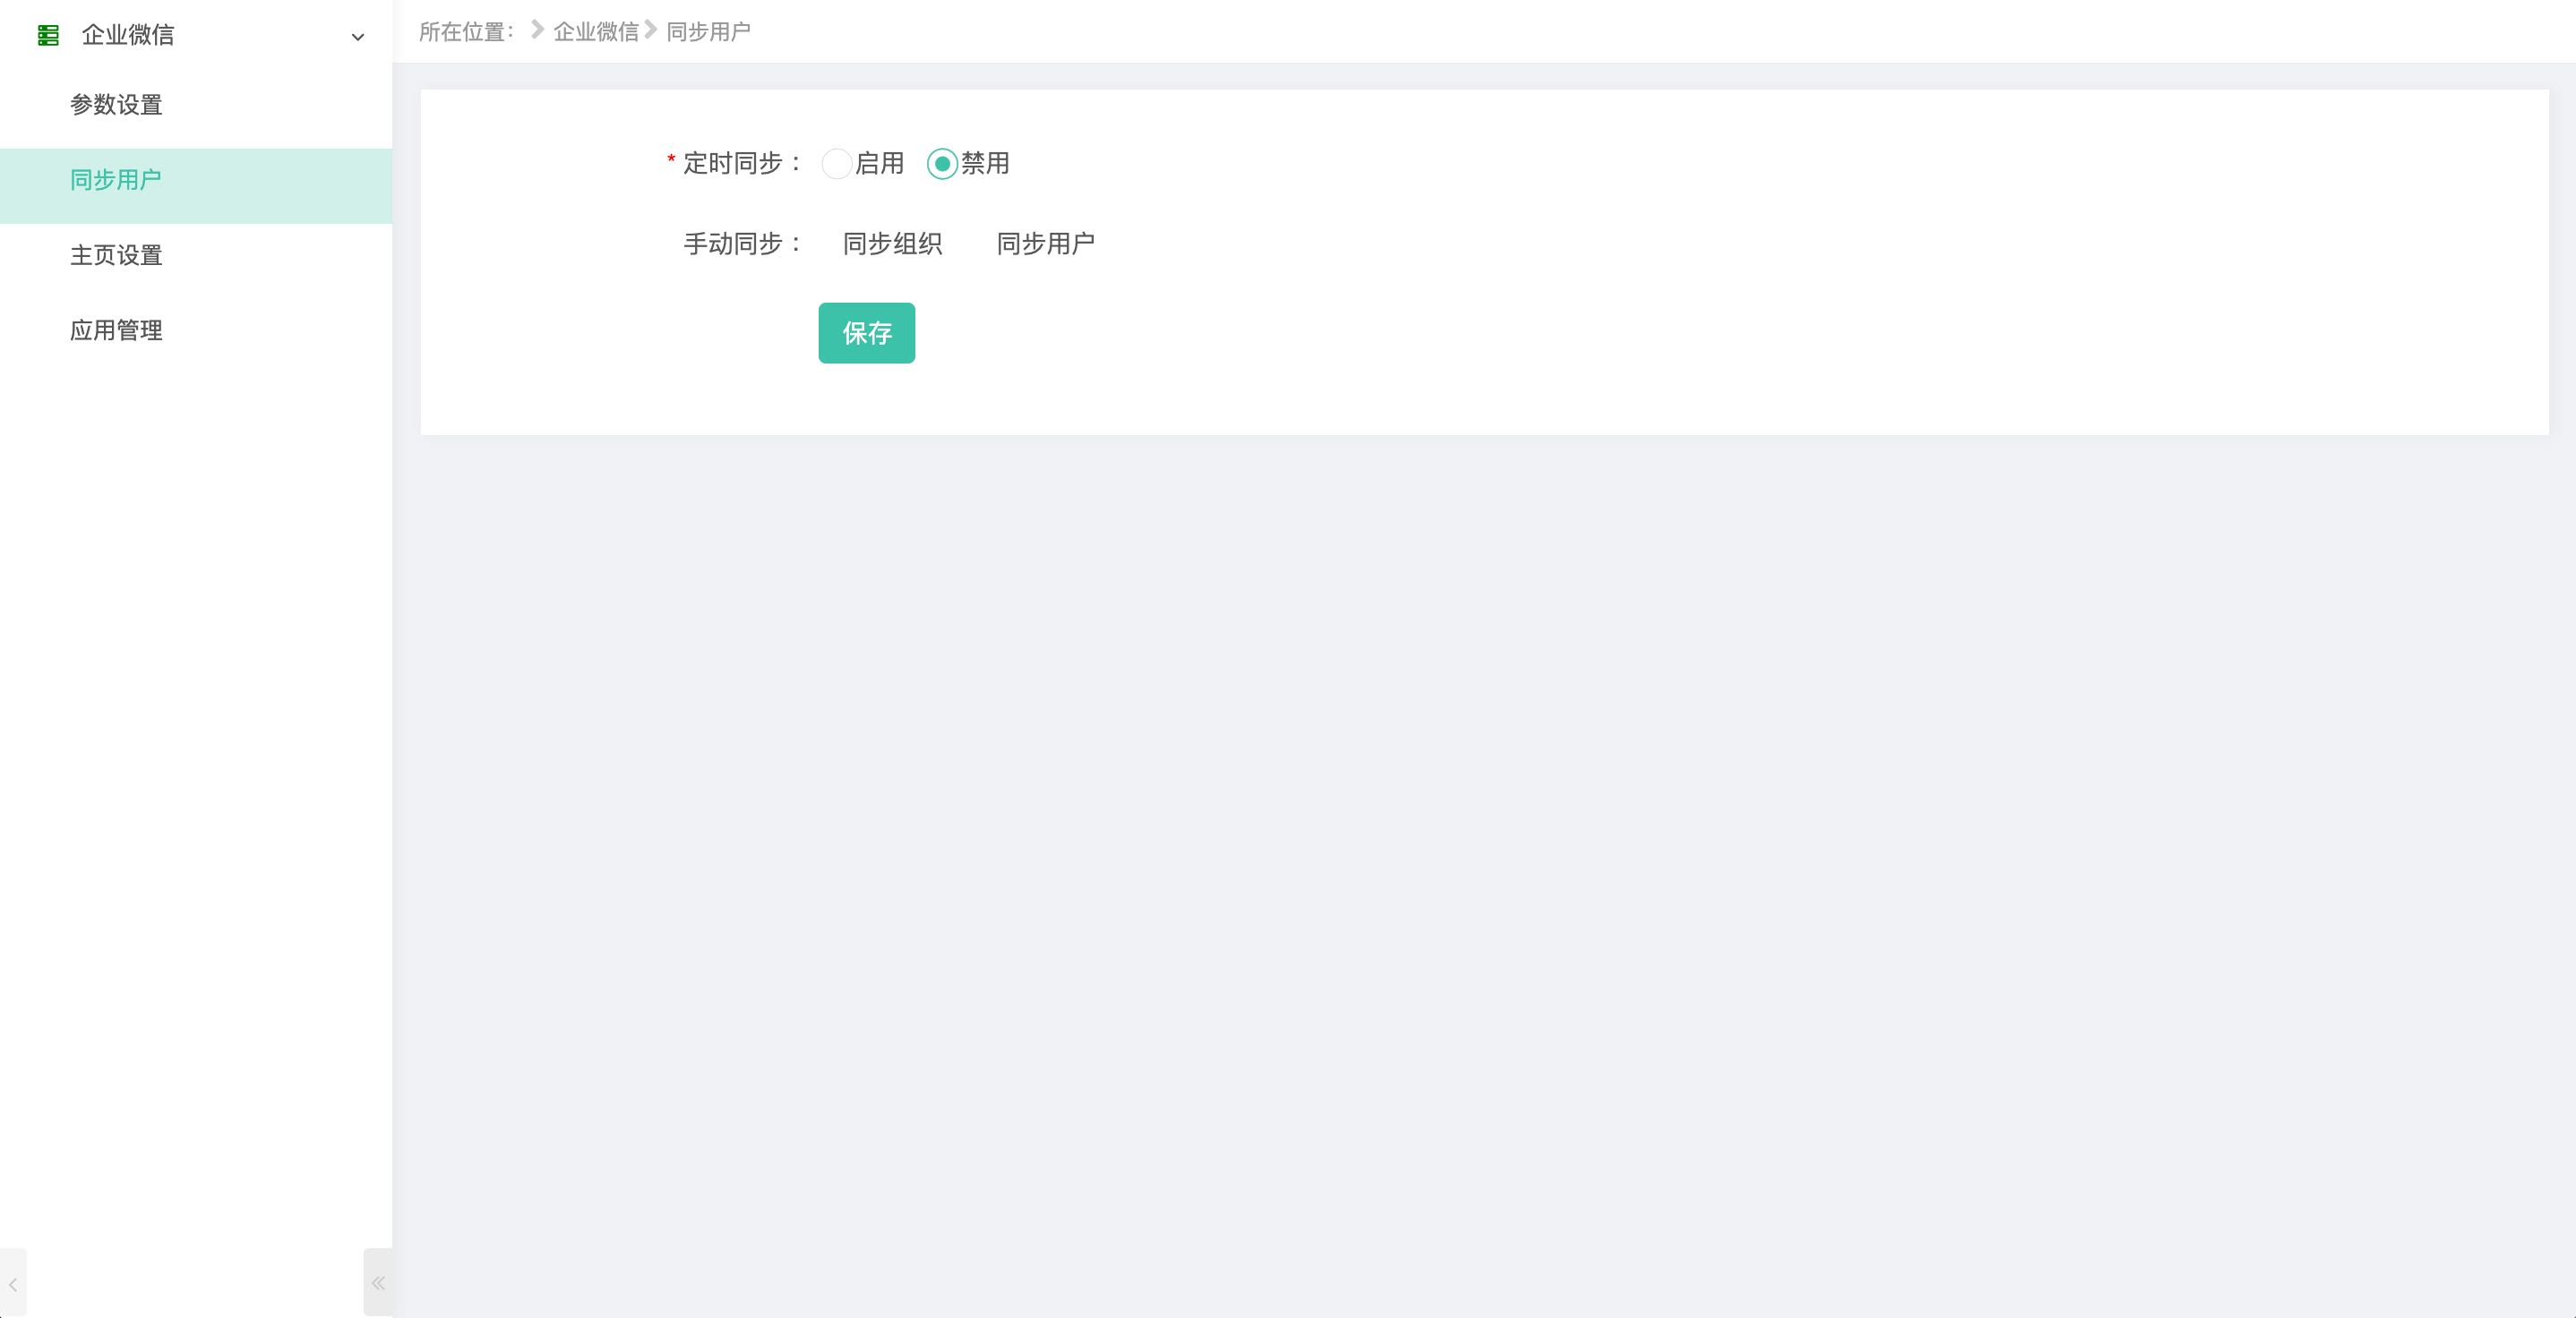 企业微信
参数设置
同步用户
主页设置
应用管理
所在位置： 企业微信 同步用户
* 定时同步： 启用 禁用
手动同步： 同步组织 同步用户
保存